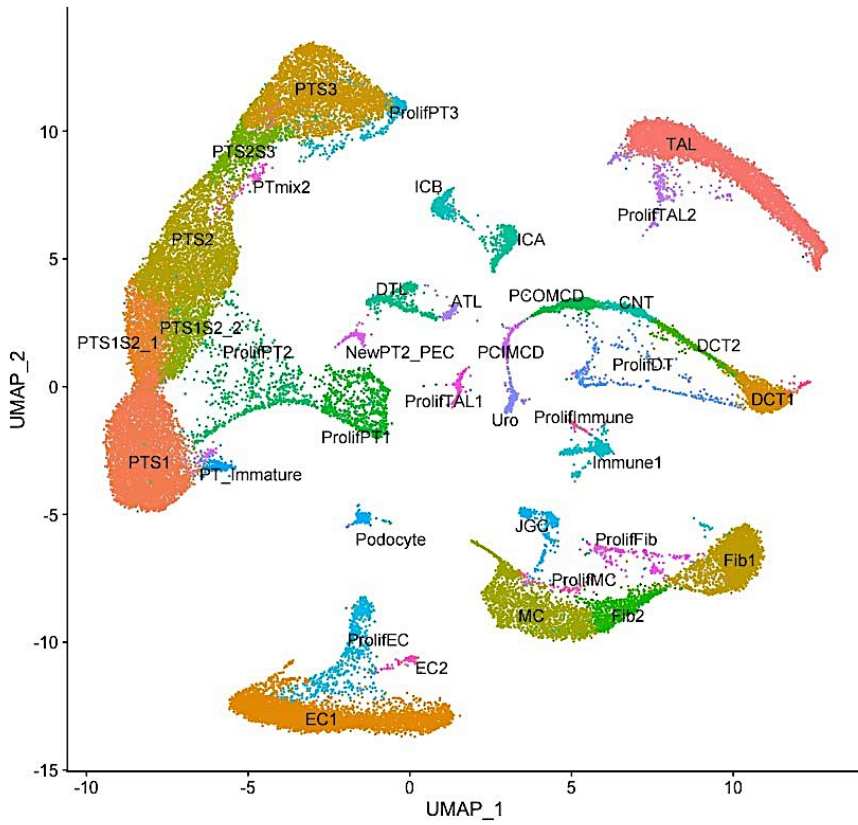 PTS3
ProlifPT3
10
TAL
PTS2S3
PTmix2
ICB
ProlifTAL2
ICA
PTS2
5
DTL
ATL
PCOMCD
CNT
PTS1S2_2
PTS1S2_1
ProlifPT2
NewPT2_PEC
PCIMCD
DCT2
ProlifDT
UMAP_2
0
ProlifTAL1
DCT1
Uro
ProlifImmune
ProlifPT1
PTS1
PT_Immature
Immune1
-5
Podocyte
JGC
ProlifFib
Fib1
ProlifMC
MC
Fib2
-10
ProlifEC
EC2
EC1
-15
-10
-5
0
5
10
UMAP_1